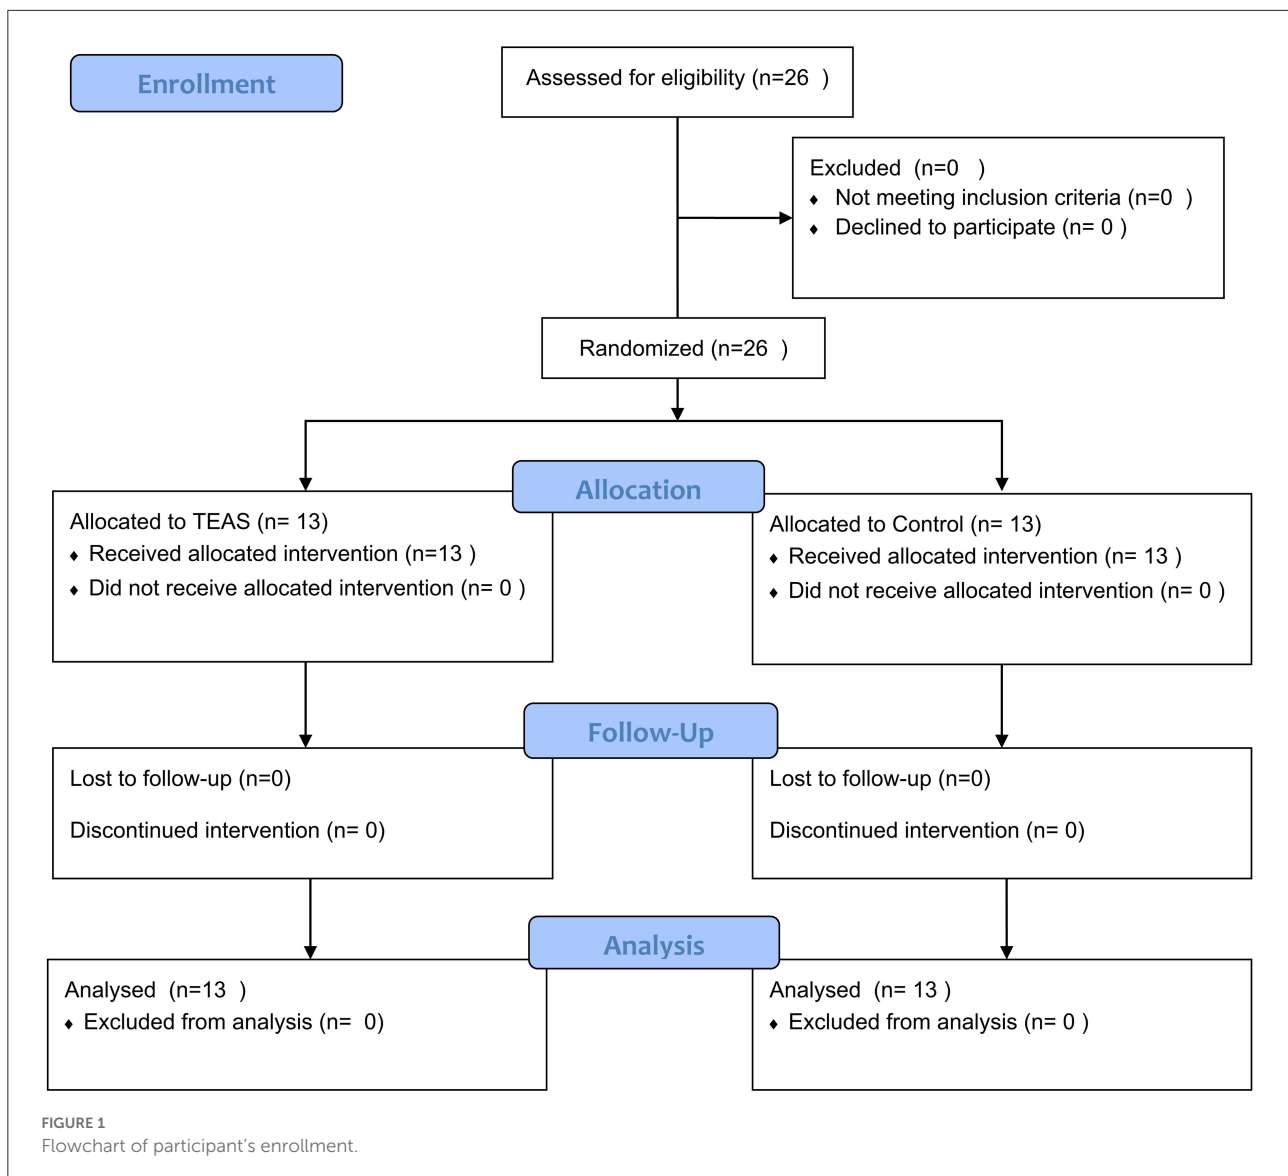 Enrollment
Assessed for eligibility (n=26  )
Excluded  (n=0   )
♦ Not meeting inclusion criteria (n=0  )
♦ Declined to participate (n= 0 )
Randomized (n=26  )
Allocation
Allocated to TEAS (n= 13)
♦ Received allocated intervention (n=13 )
♦ Did not receive allocated intervention (n= 0 )
Allocated to Control (n= 13)
♦ Received allocated intervention (n= 13 )
♦ Did not receive allocated intervention (n= 0 )
Follow-Up
Lost to follow-up (n=0)
Discontinued intervention (n= 0)
Lost to follow-up (n=0)
Discontinued intervention (n= 0)
Analysis
Analysed  (n=13  )
♦ Excluded from analysis (n=  0)
Analysed  (n= 13 )
♦ Excluded from analysis (n= 0 )
FIGURE 1
Flowchart of participant’s enrollment.